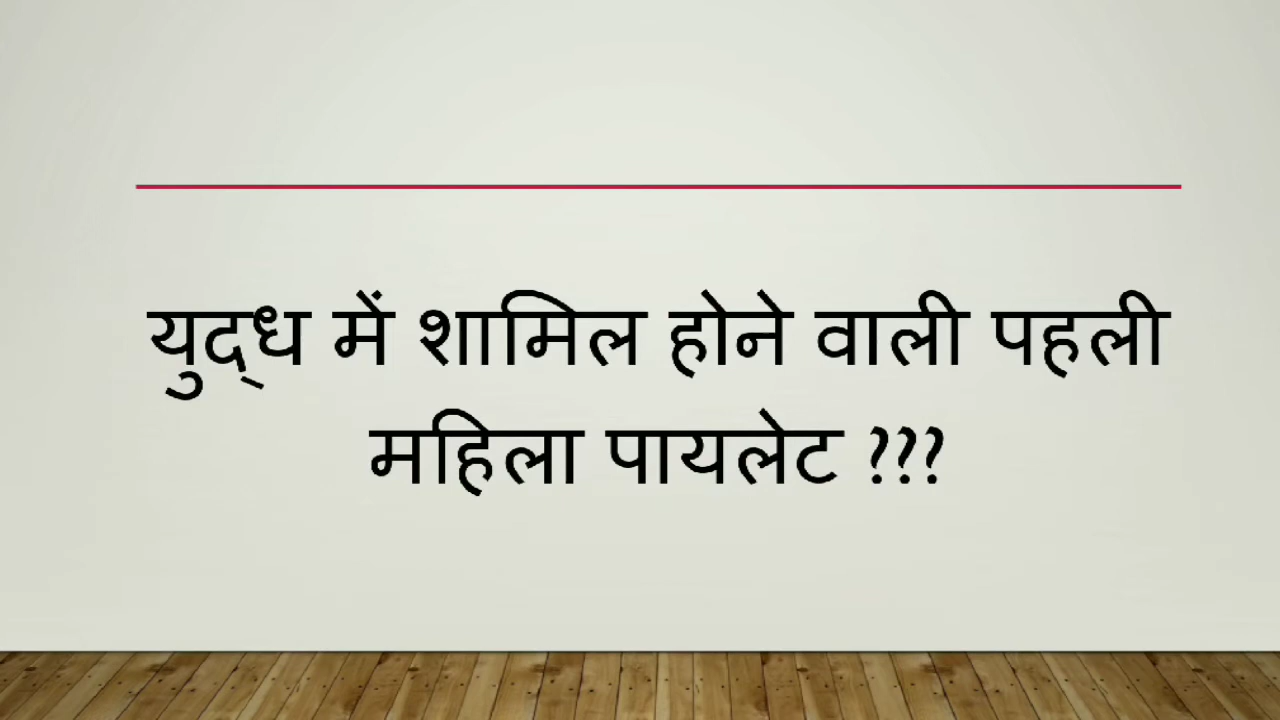 युद्ध में शामिल होने वाली पहली
महिला पायलेट ???